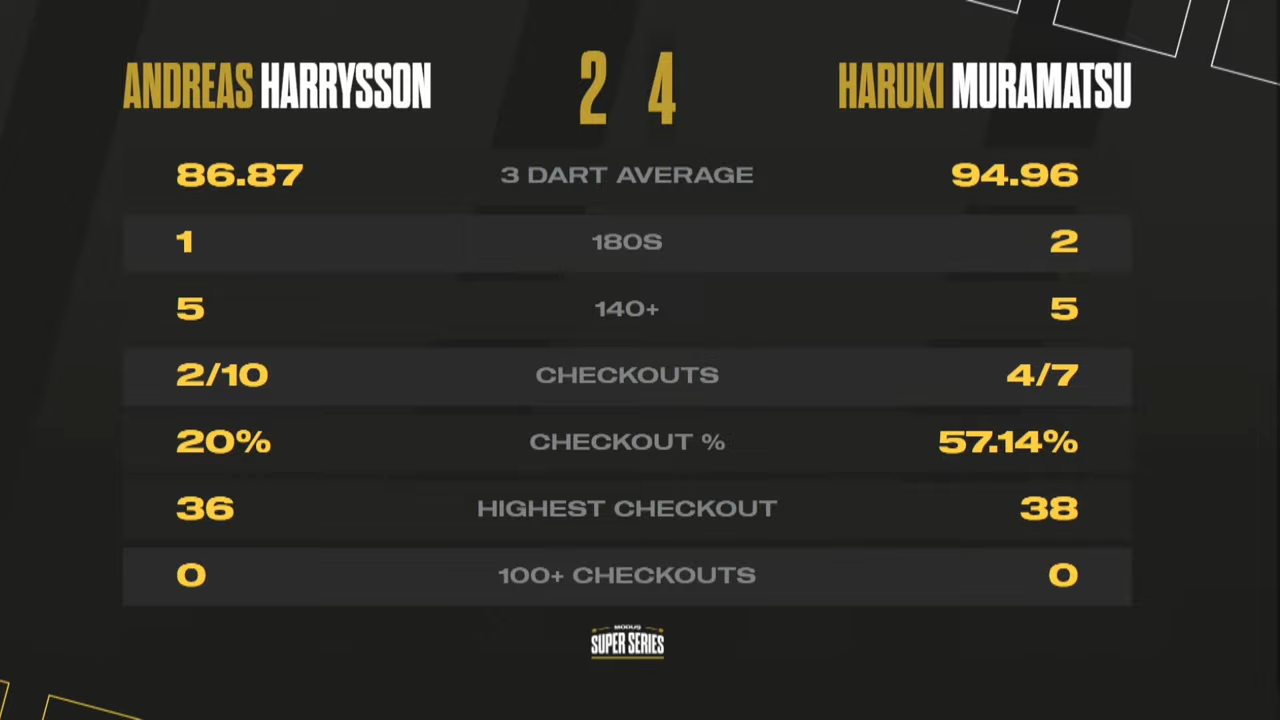 ANDREAS HARRYSSON 2 4 HARUKI MURAMATSU
86.87 3 DART AVERAGE 94.96
1 180S 2
5 140+ 5
2/10 CHECKOUTS 4/7
20% CHECKOUT % 57.14%
36 HIGHEST CHECKOUT 38
0 100+ CHECKOUTS 0
MODUS
SUPER SERIES